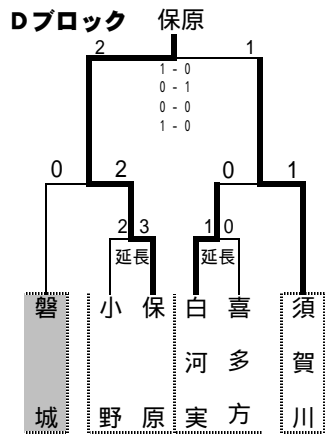 Dブロック 保原
2 1
1 - 0
0 - 1
0 - 0
1 - 0
0 2 0 1
2 3 1 0
延長 延長
磐城
小野
保原
白河実
喜多方
須賀川